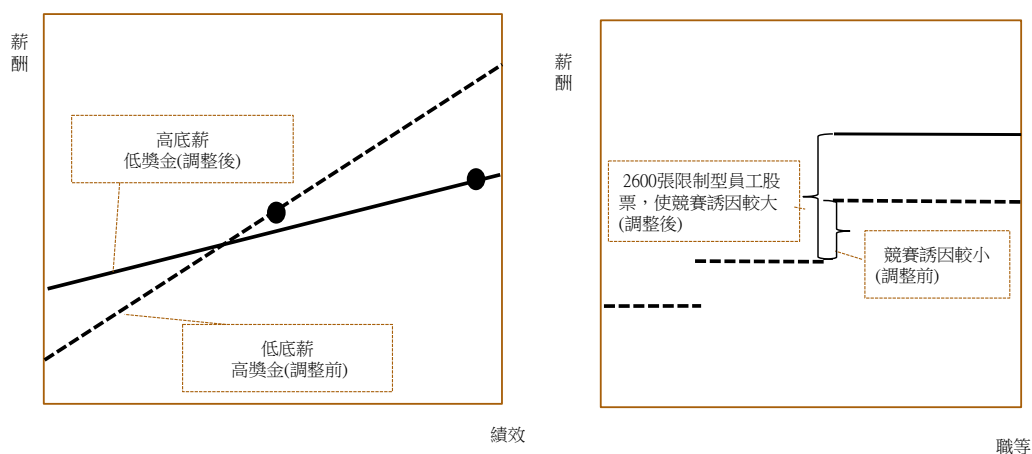 薪
酬
高底薪
低獎金(調整後)
低底薪
高獎金(調整前)
績效
薪
酬
2600張限制型員工股
票，使競賽誘因較大
(調整後)
競賽誘因較小
(調整前)
職等